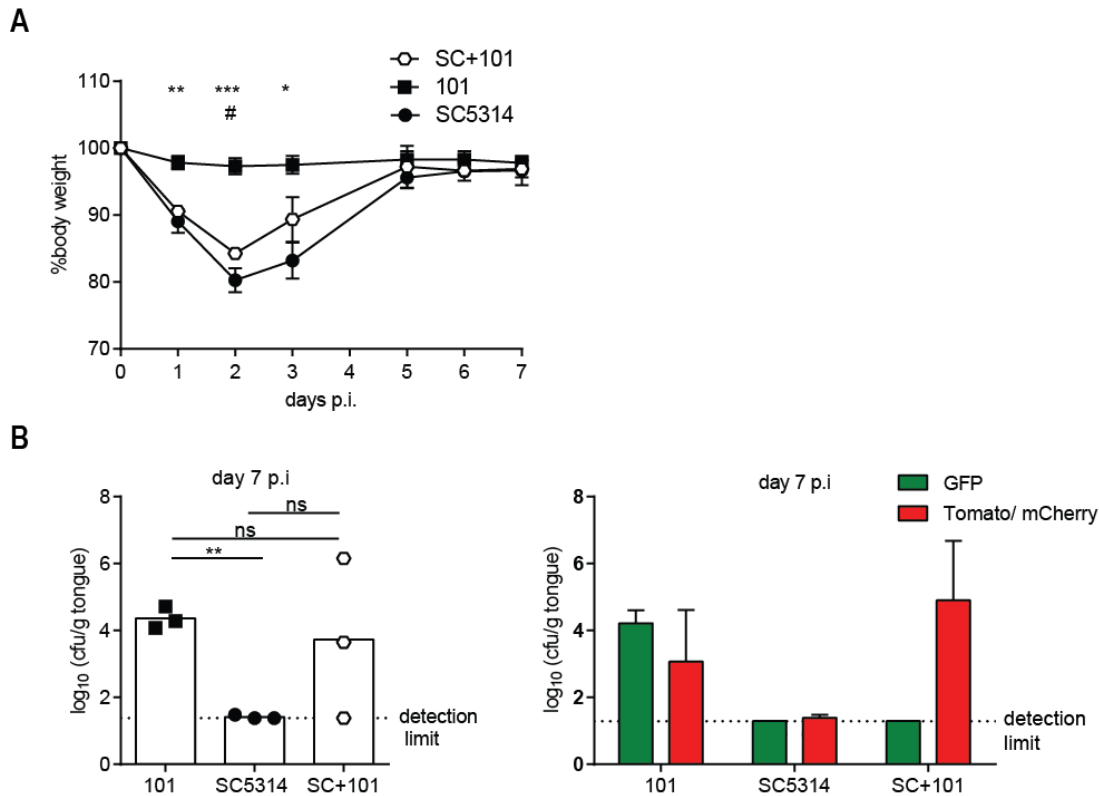 A
SC+101
101
SC5314
110
100
90
80
70
%body weight
** *** *
#
0 1 2 3 4 5 6 7
days p.i.
B
day 7 p.i
ns
ns
**
8
6
4
2
0
log10 (cfu/g tongue)
detection
limit
101 SC5314 SC+101
day 7 p.i
GFP
Tomato/ mCherry
8
6
4
2
0
log10 (cfu/g tongue)
detection
limit
101 SC5314 SC+101